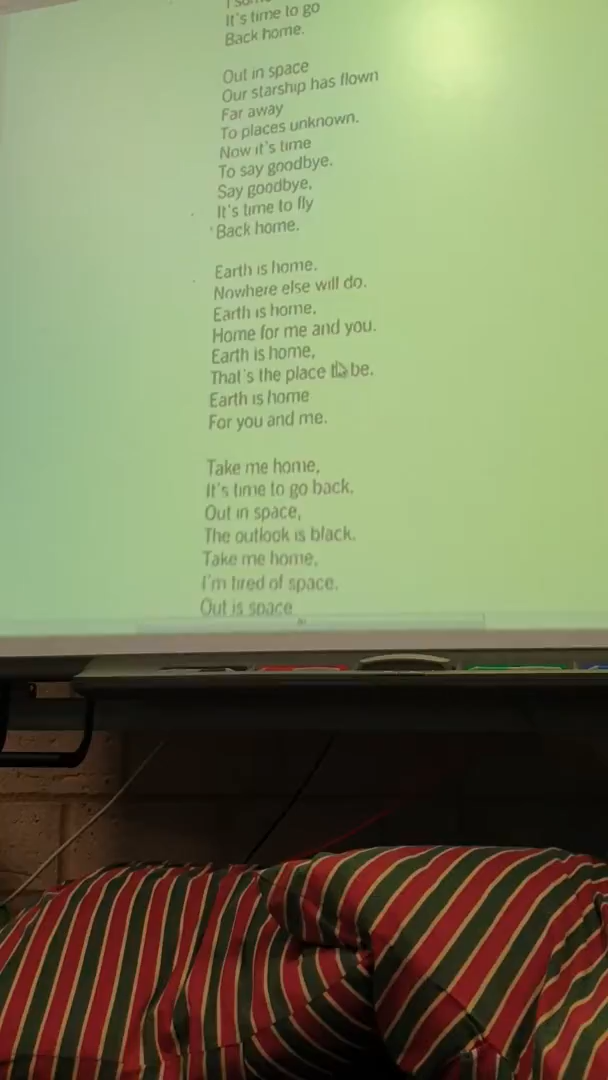 It's time to go
Back home.
Out in space
Our starship has flown
Far away
To places unknown.
Now it's time
To say goodbye.
Say goodbye,
It's time to fly
Back home.
Earth is home.
Nowhere else will do.
Earth is home.
Home for me and you.
Earth is home,
That's the place to be.
Earth is home
For you and me.
Take me home,
It's time to go back.
Out in space,
The outlook is black.
Take me home,
I'm tired of space.
Out is space